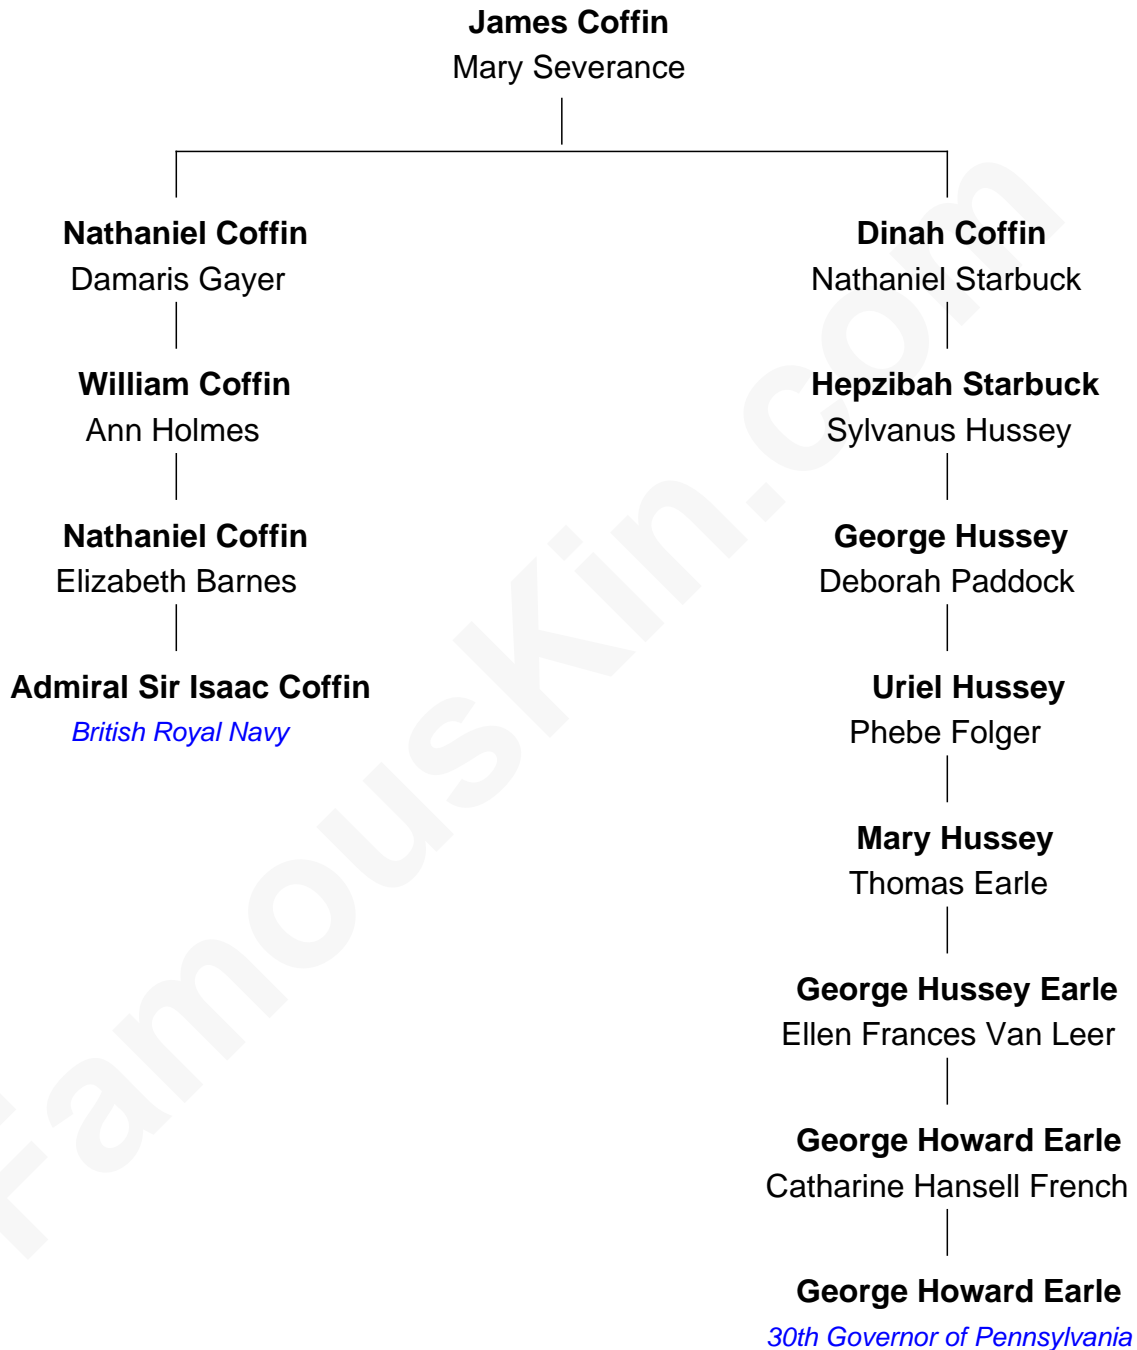 James Coffin
Mary Severance
Nathaniel Coffin
Damaris Gayer
William Coffin
Ann Holmes
Nathaniel Coffin
Elizabeth Barnes
Admiral Sir Isaac Coffin
British Royal Navy
Dinah Coffin
Nathaniel Starbuck
Hepzibah Starbuck
Sylvanus Hussey
George Hussey
Deborah Paddock
Uriel Hussey
Phebe Folger
Mary Hussey
Thomas Earle
George Hussey Earle
Ellen Frances Van Leer
George Howard Earle
Catharine Hansell French
George Howard Earle
30th Governor of Pennsylvania
FamousKin.com